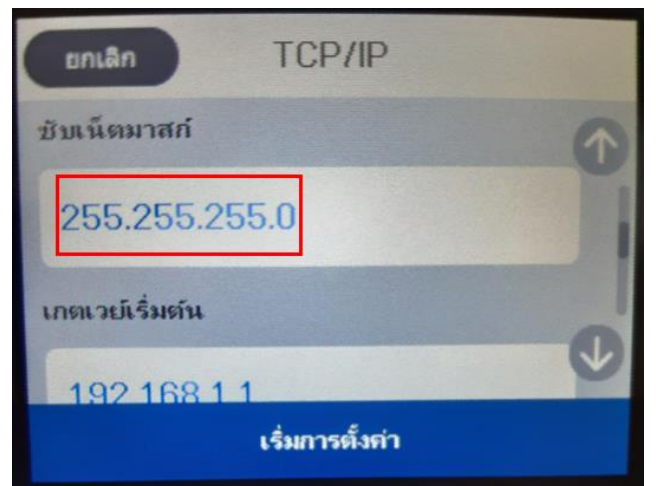 ยกเลิก TCP/IP
ซับเน็ตมาสก์
255.255.255.0
เกตเวย์เริ่มต้น
192.168.1.1
เริ่มการตั้งค่า